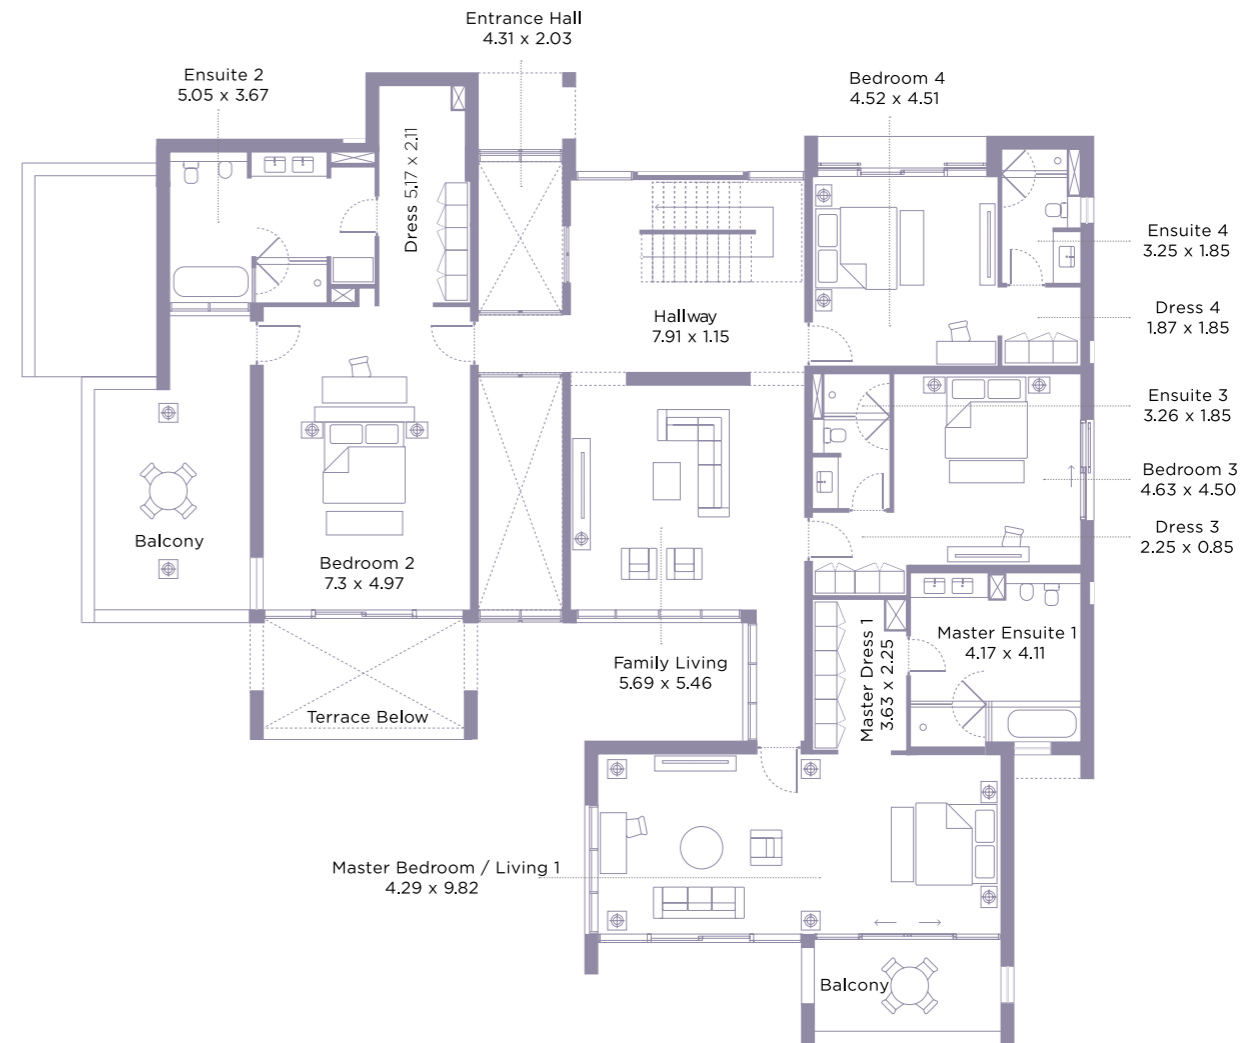 Entrance Hall
4.31 x 2.03
Ensuite 2
5.05 x 3.67
Bedroom 4
4.52 x 4.51
Dress 5.17 x 2.11
Ensuite 4
3.25 x 1.85
Hallway
7.91 x 1.15
Dress 4
1.87 x 1.85
Ensuite 3
3.26 x 1.85
Bedroom 3
4.63 x 4.50
Balcony
Dress 3
2.25 x 0.85
Bedroom 2
7.3 x 4.97
Master Ensuite 1
4.17 x 4.11
Family Living
5.69 x 5.46
Master Dress 1
3.63 x 2.25
Terrace Below
Master Bedroom / Living 1
4.29 x 9.82
Balcony